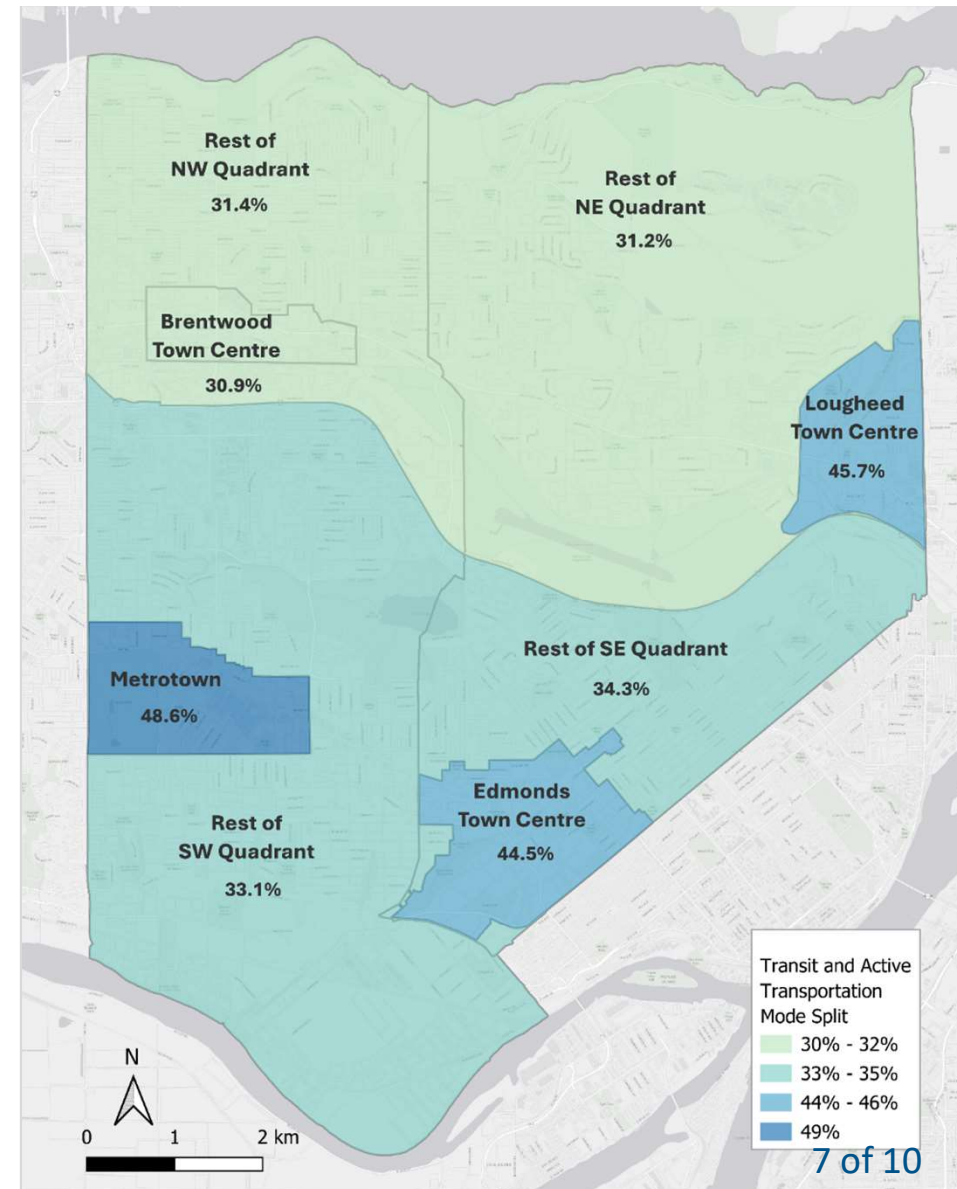 Rest of
NW Quadrant
31.4%
Rest of
NE Quadrant
31.2%
Brentwood
Town Centre
30.9%
Lougheed
Town Centre
45.7%
Rest of SE Quadrant
34.3%
Metrotown
48.6%
Edmonds
Town Centre
44.5%
Rest of
SW Quadrant
33.1%
Transit and Active
Transportation
Mode Split
30% - 32%
33% - 35%
44% - 46%
49%
N
0 1 2 km
7 of 10